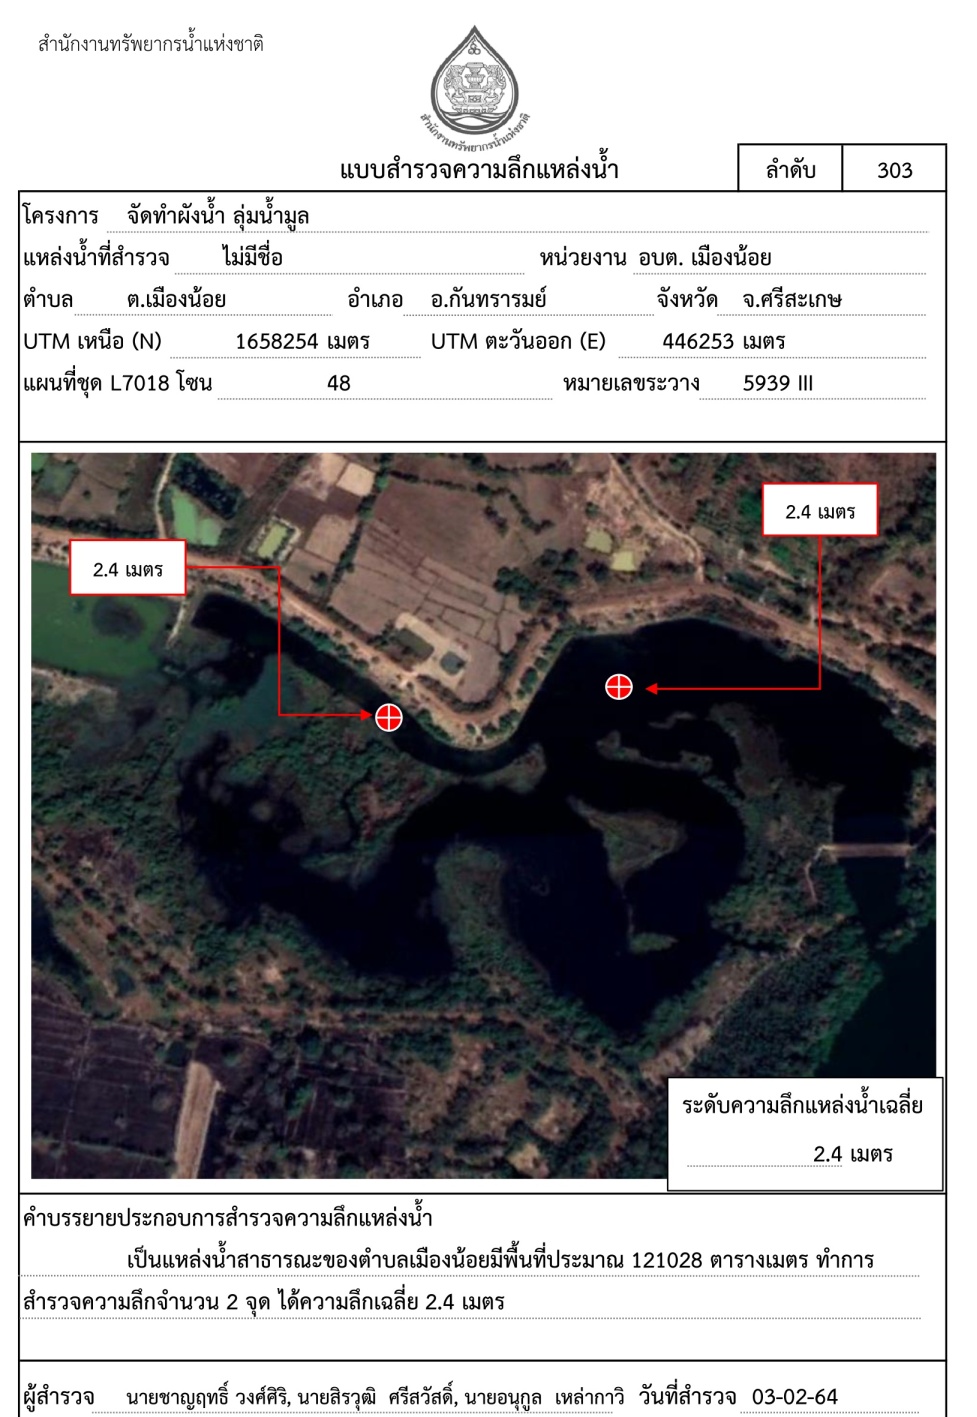 สำนักงานทรัพยากรน้ำแห่งชาติ
สำนักงานทรัพยากรน้ำแห่งชาติ
แบบสำรวจความลึกแหล่งน้ำ ลำดับ 303
โครงการ จัดทำผังน้ำ ลุ่มน้ำมูล
แหล่งน้ำที่สำรวจ ไม่มีชื่อ หน่วยงาน อบต. เมืองน้อย
ตำบล ต.เมืองน้อย อำเภอ อ.กันทรารมย์ จังหวัด จ.ศรีสะเกษ
UTM เหนือ (N) 1658254 เมตร UTM ตะวันออก (E) 446253 เมตร
แผนที่ชุด L7018 โซน 48 หมายเลขระวาง 5939 III
2.4 เมตร
2.4 เมตร
ระดับความลึกแหล่งน้ำเฉลี่ย
2.4 เมตร
คำบรรยายประกอบการสำรวจความลึกแหล่งน้ำ
เป็นแหล่งน้ำสาธารณะของตำบลเมืองน้อยมีพื้นที่ประมาณ 121028 ตารางเมตร ทำการ
สำรวจความลึกจำนวน 2 จุด ได้ความลึกเฉลี่ย 2.4 เมตร
ผู้สำรวจ นายชาญฤทธิ์ วงศ์ศิริ, นายสิรวุฒิ ศรีสวัสดิ์, นายอนุกูล เหล่ากาวี วันที่สำรวจ 03-02-64